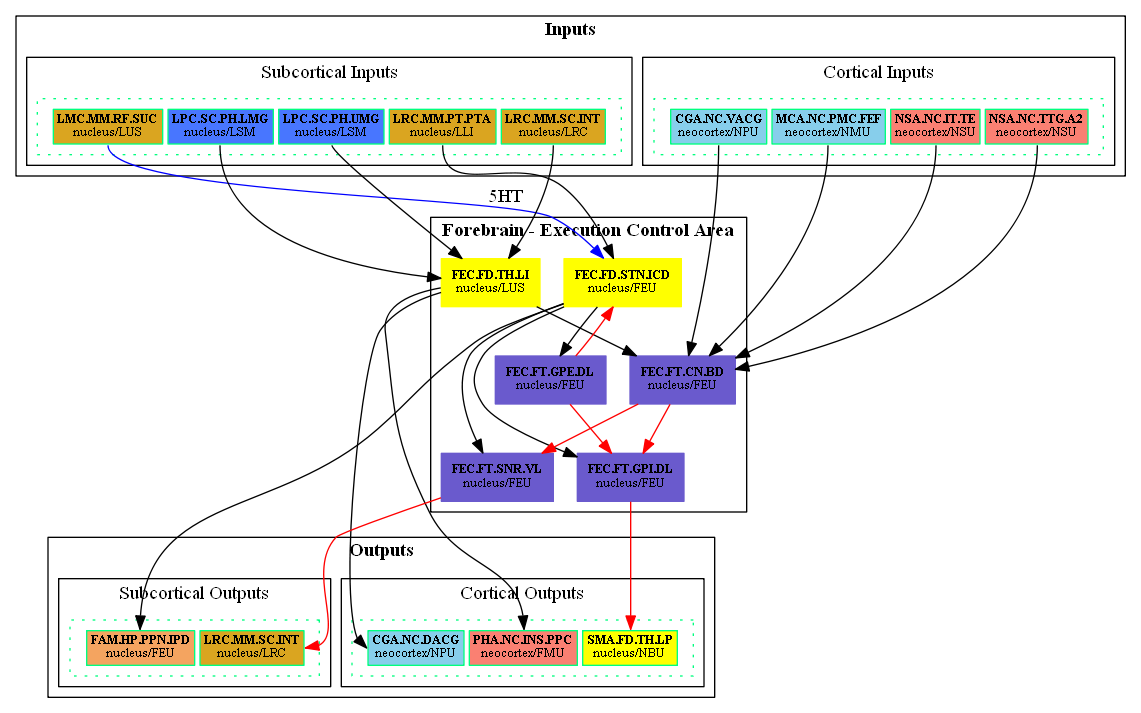 Inputs
Subcortical Inputs
Cortical Inputs
LMC.MM.RF.SUC
nucleus/LUS
LPC.SC.PH.LMG
nucleus/LSM
LPC.SC.PH.UMG
nucleus/LSM
LRC.MM.PT.PTA
nucleus/LLI
LRC.MM.SC.INT
nucleus/LRC
CGA.NC.VACG
neocortex/NPU
MCA.NC.PMC.FEF
neocortex/NMU
NSA.NC.IT.TE
neocortex/NSU
NSA.NC.TTG.A2
neocortex/NSU
5HT
Forebrain - Execution Control Area
FEC.FD.TH.LI
nucleus/LUS
FEC.FD.STN.ICD
nucleus/FEU
FEC.FT.GPE.DL
nucleus/FEU
FEC.FT.CN.BD
nucleus/FEU
FEC.FT.SNR.VL
nucleus/FEU
FEC.FT.GPI.DL
nucleus/FEU
Outputs
Subcortical Outputs
Cortical Outputs
FAM.HP.PPN.IPD
nucleus/FEU
LRC.MM.SC.INT
nucleus/LRC
CGA.NC.DACG
neocortex/NPU
PHA.NC.INS.PPC
neocortex/FMU
SMA.FD.TH.LP
nucleus/NBU